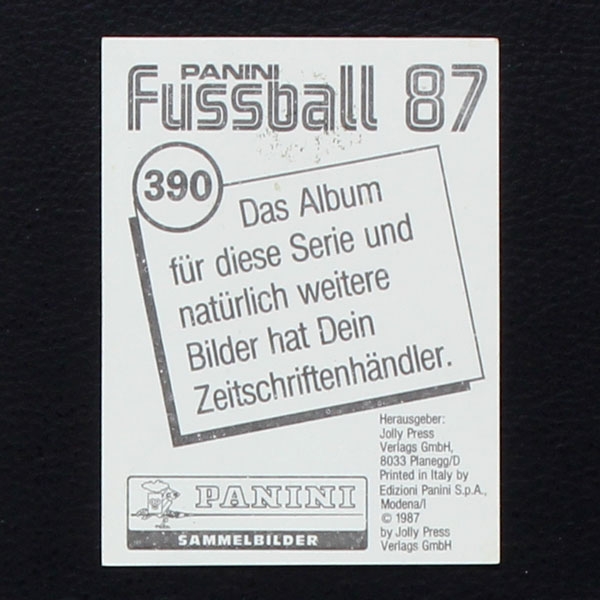 PANINI
Fussball 87
390
Das Album
für diese Serie und
natürlich weitere
Bilder hat Dein
Zeitschriftenhändler.
Herausgeber:
Jolly Press
Verlags GmbH,
8033 Planegg/D
Printed in Italy by
Edizioni Panini S.p.A.,
Modena/I
© 1987
by Jolly Press
Verlags GmbH
PANINI
SAMMELBILDER